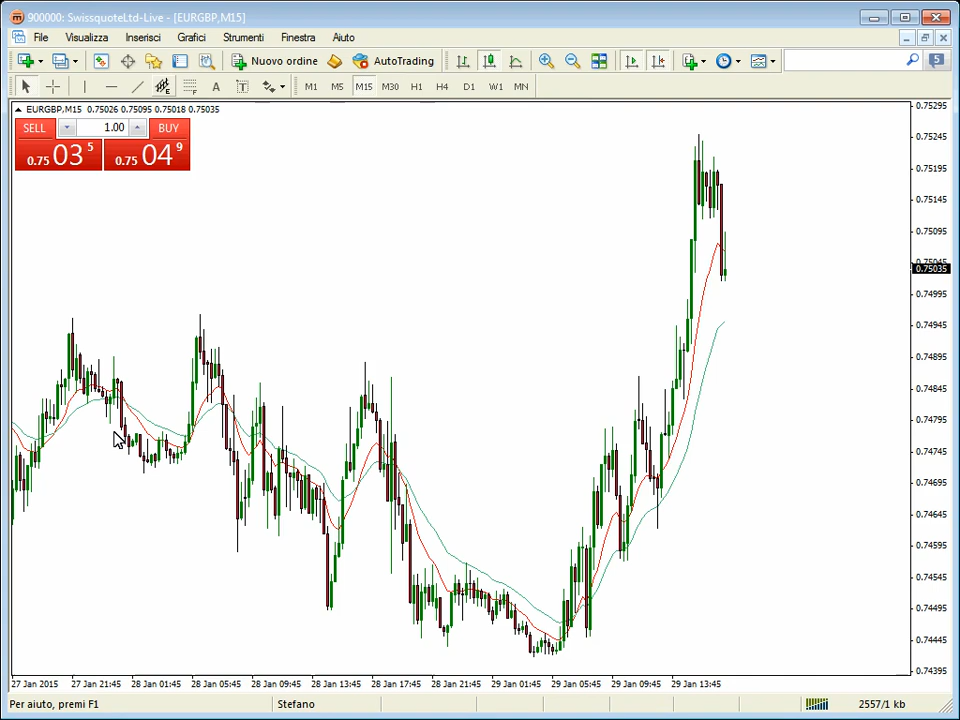 900000: SwissquoteLtd-Live - [EURGBP,M15]
File Visualizza Inserisci Grafici Strumenti Finestra Aiuto
Nuovo ordine AutoTrading 5
E F A T M1 M5 M15 M30 H1 H4 D1 W1 MN
EURGBP,M15 0.75026 0.75095 0.75018 0.75035
SELL 1.00 BUY
0.75 03 5 0.75 04 9
0.75295
0.75245
0.75195
0.75145
0.75095
0.75045
0.75035
0.74995
0.74945
0.74895
0.74845
0.74795
0.74745
0.74695
0.74645
0.74595
0.74545
0.74495
0.74445
0.74395
27 Jan 2015 27 Jan 21:45 28 Jan 01:45 28 Jan 05:45 28 Jan 09:45 28 Jan 13:45 28 Jan 17:45 28 Jan 21:45 29 Jan 01:45 29 Jan 05:45 29 Jan 09:45 29 Jan 13:45
Per aiuto, premi F1 Stefano 2557/1 kb